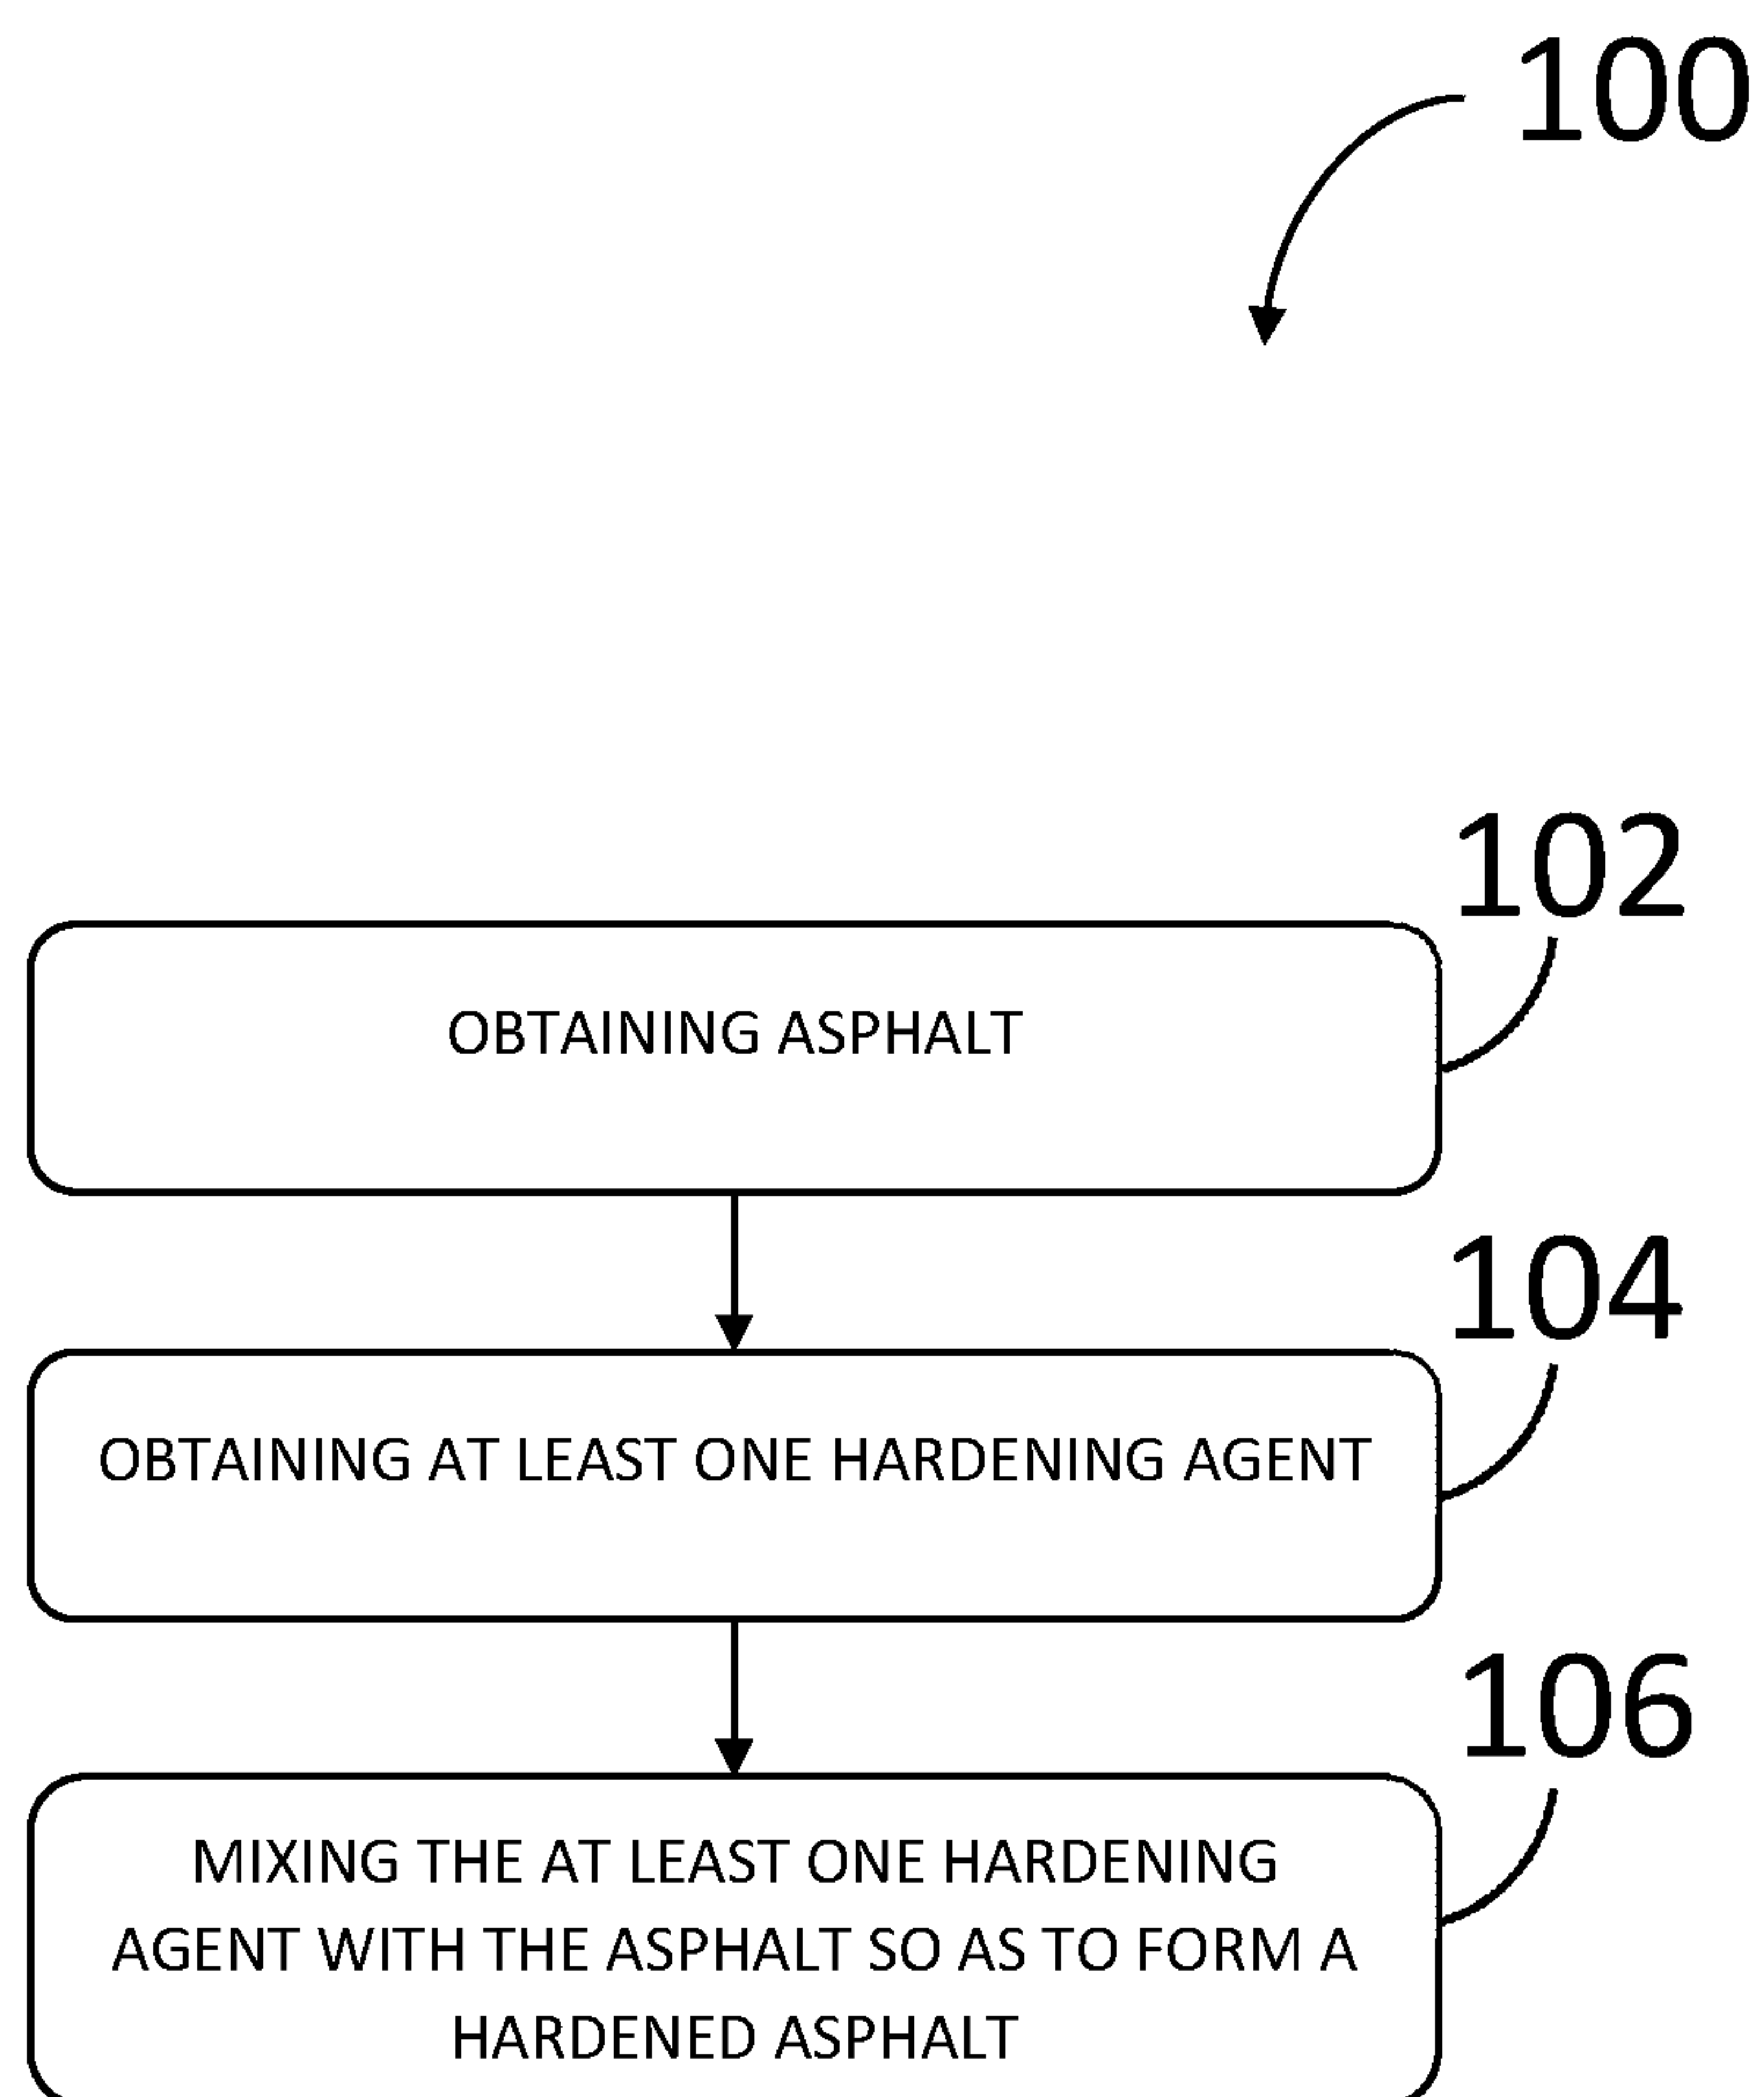 100
102
OBTAINING ASPHALT
104
OBTAINING AT LEAST ONE HARDENING AGENT
106
MIXING THE AT LEAST ONE HARDENING
AGENT WITH THE ASPHALT SO AS TO FORM A
HARDENED ASPHALT